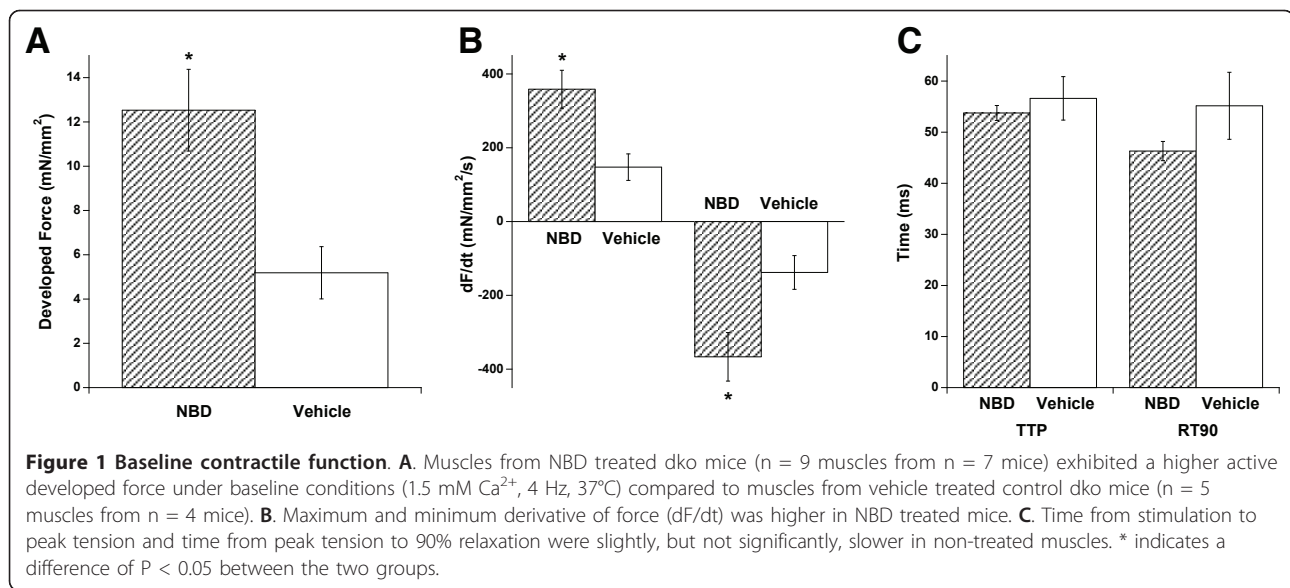 A
B
C
*
14
12
10
8
6
4
2
0
Developed Force (mN/mm²)
NBD
Vehicle
*
400
200
0
-200
-400
dF/dt (mN/mm²/s)
NBD Vehicle
NBD Vehicle
*
60
50
40
30
20
10
0
Time (ms)
NBD Vehicle NBD Vehicle
TTP RT90
Figure 1 Baseline contractile function. A. Muscles from NBD treated dko mice (n = 9 muscles from n = 7 mice) exhibited a higher active
developed force under baseline conditions (1.5 mM Ca²⁺, 4 Hz, 37°C) compared to muscles from vehicle treated control dko mice (n = 5
muscles from n = 4 mice). B. Maximum and minimum derivative of force (dF/dt) was higher in NBD treated mice. C. Time from stimulation to
peak tension and time from peak tension to 90% relaxation were slightly, but not significantly, slower in non-treated muscles. * indicates a
difference of P < 0.05 between the two groups.